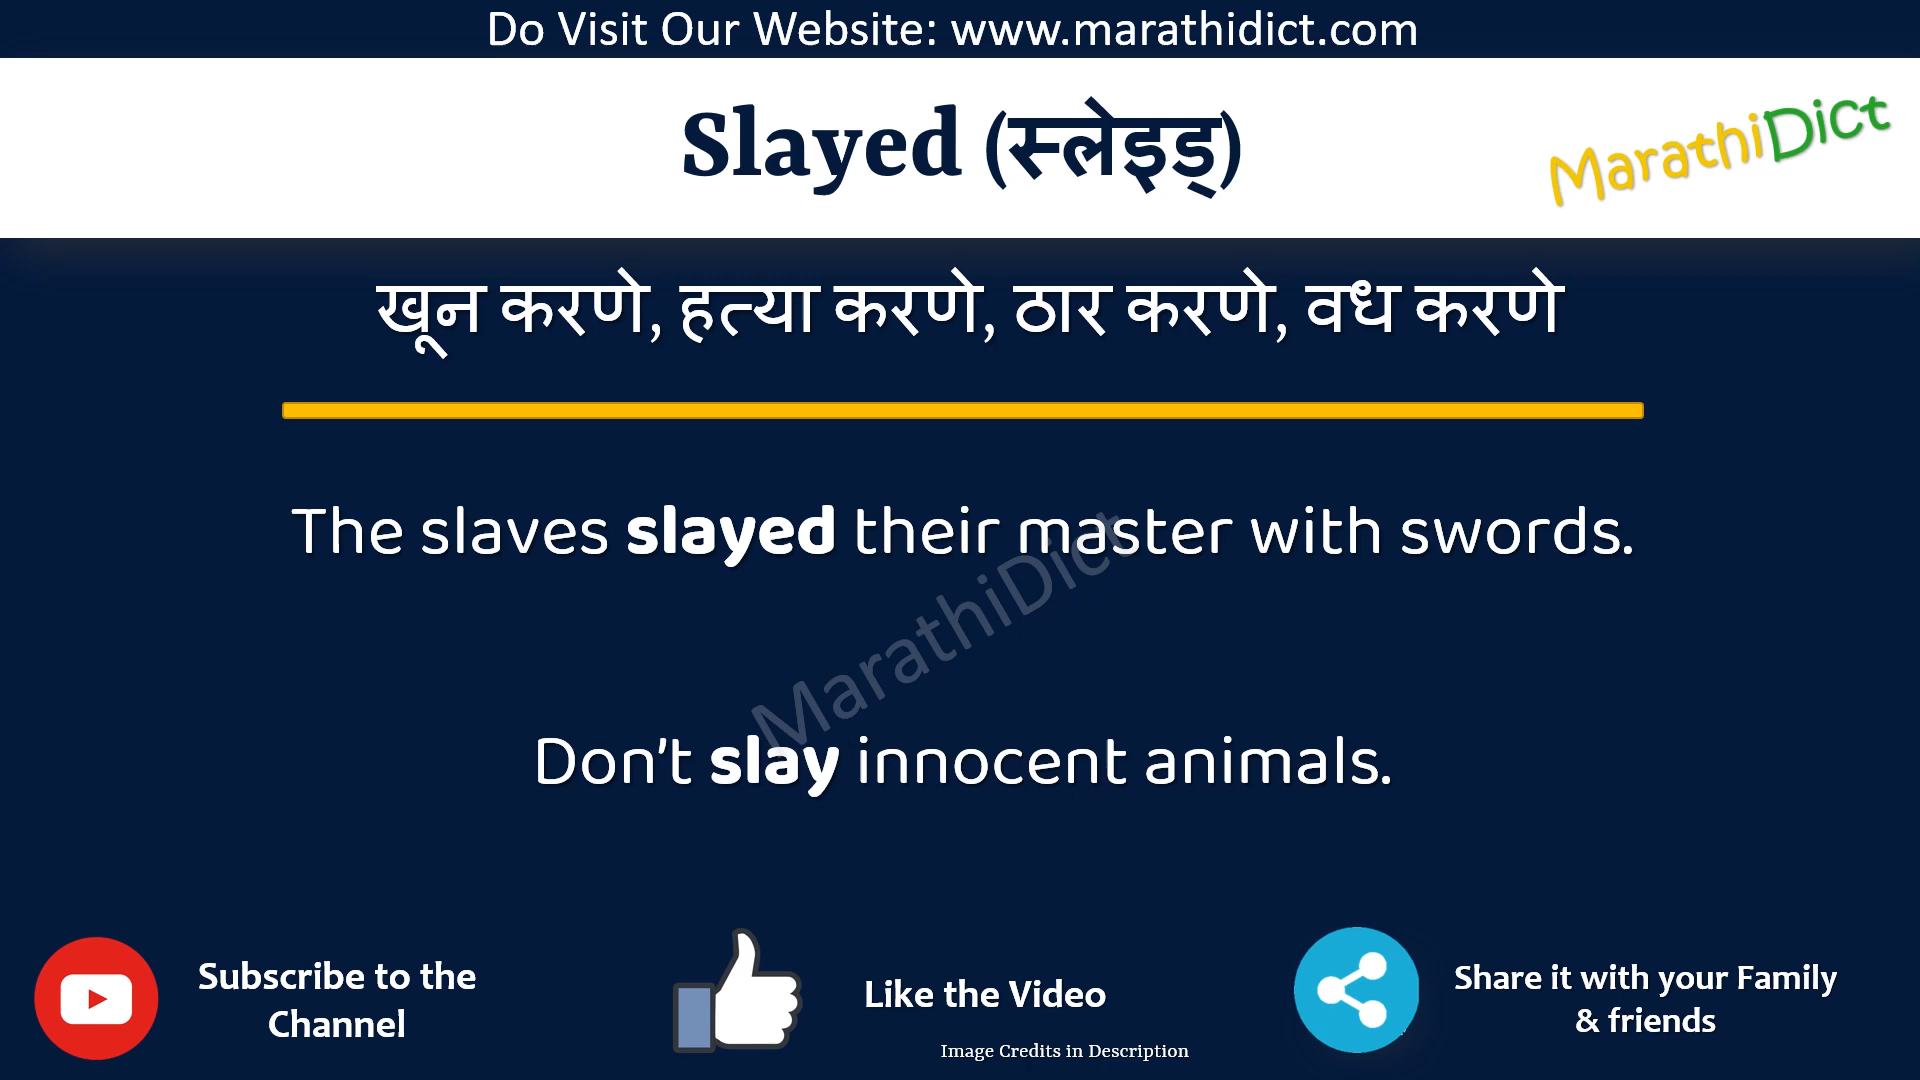 Do Visit Our Website: www.marathidict.com
Slayed (स्लेइड्)
MarathiDict
खून करणे, हत्या करणे, ठार करणे, वध करणे
The slaves slayed their master with swords.
MarathiDict
Don't slay innocent animals.
Subscribe to the
Channel
Like the Video
Share it with your Family
& friends
Image Credits in Description